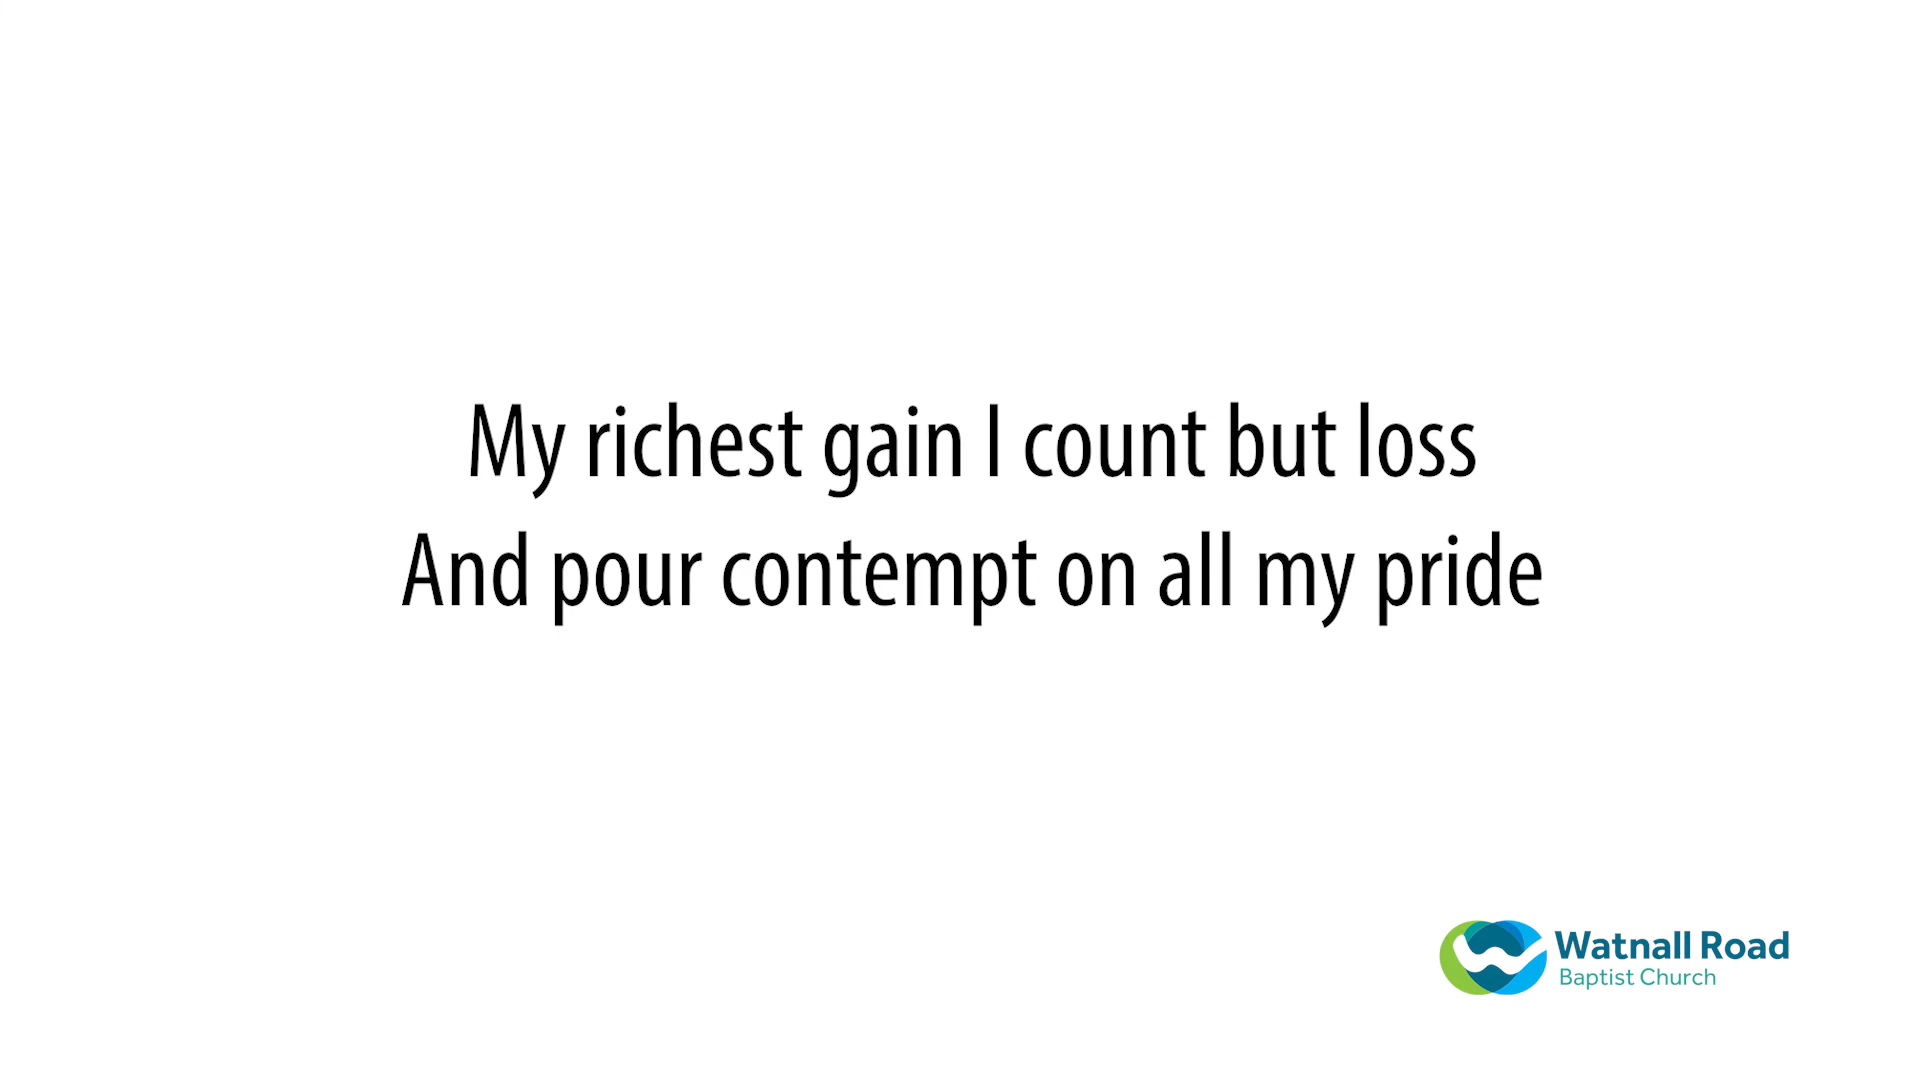 My richest gain I count but loss
And pour contempt on all my pride
Watnall Road
Baptist Church